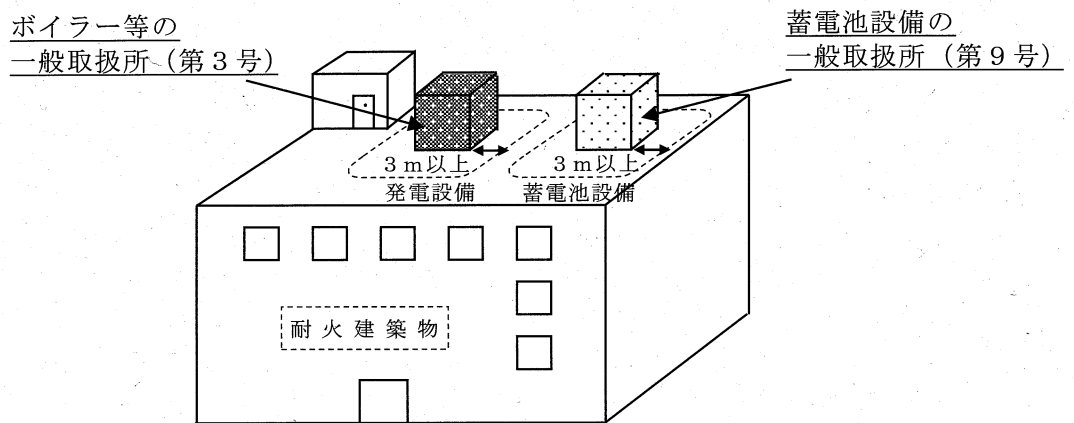 ボイラー等の
一般取扱所（第３号）
蓄電池設備の
一般取扱所（第９号）
３ｍ以上
発電設備
３ｍ以上
蓄電池設備
耐火建築物